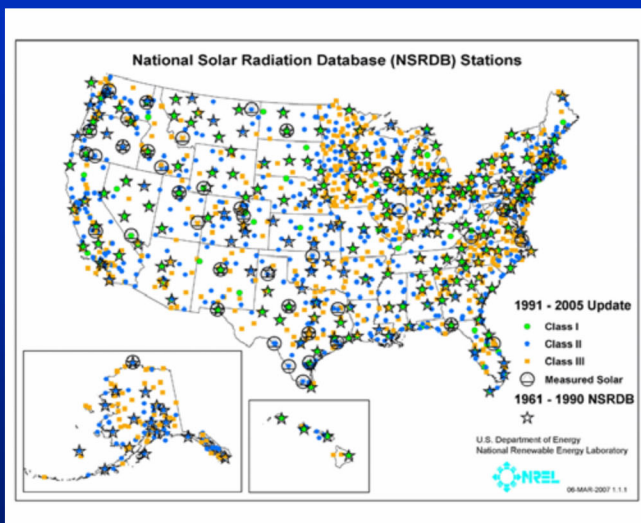 National Solar Radiation Database (NSRDB) Stations
1991 - 2005 Update
Class I
Class II
Class III
Measured Solar
1961 - 1990 NSRDB
U.S. Department of Energy
National Renewable Energy Laboratory
NREL
06-MAR-2007 1.1.1